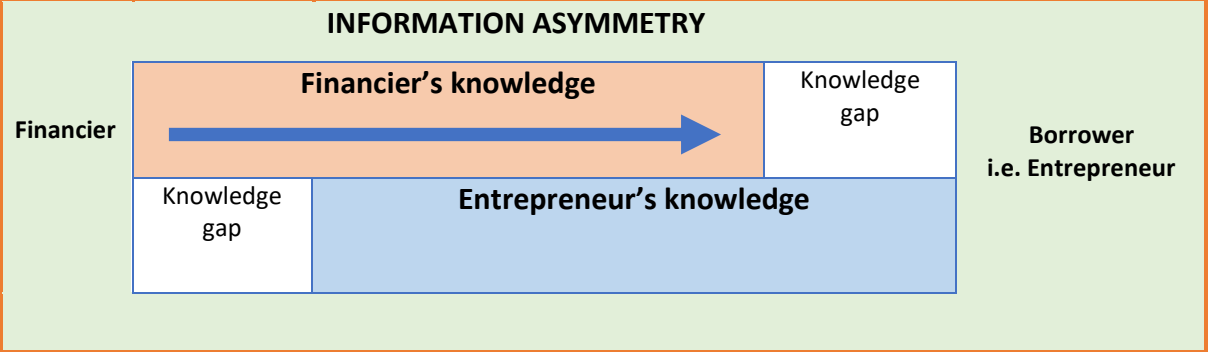 INFORMATION ASYMMETRY
Financier's knowledge
Knowledge
gap
Financier
Borrower
i.e. Entrepreneur
Knowledge
gap
Entrepreneur's knowledge